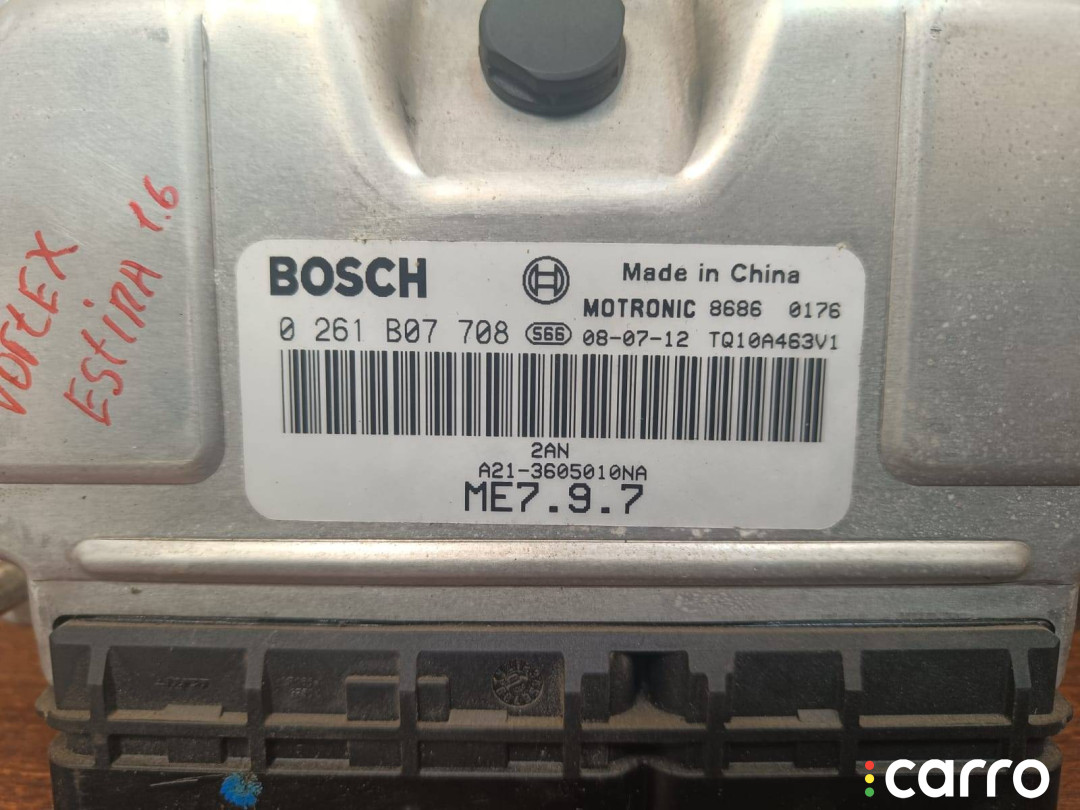 VORTEX
ESTIRA 1.6
BOSCH
Made in China
MOTRONIC 8686 0176
0 261 B07 708 S66 08-07-12 TQ10A463V1
2AN
A21-3605010NA
ME7.9.7
carro